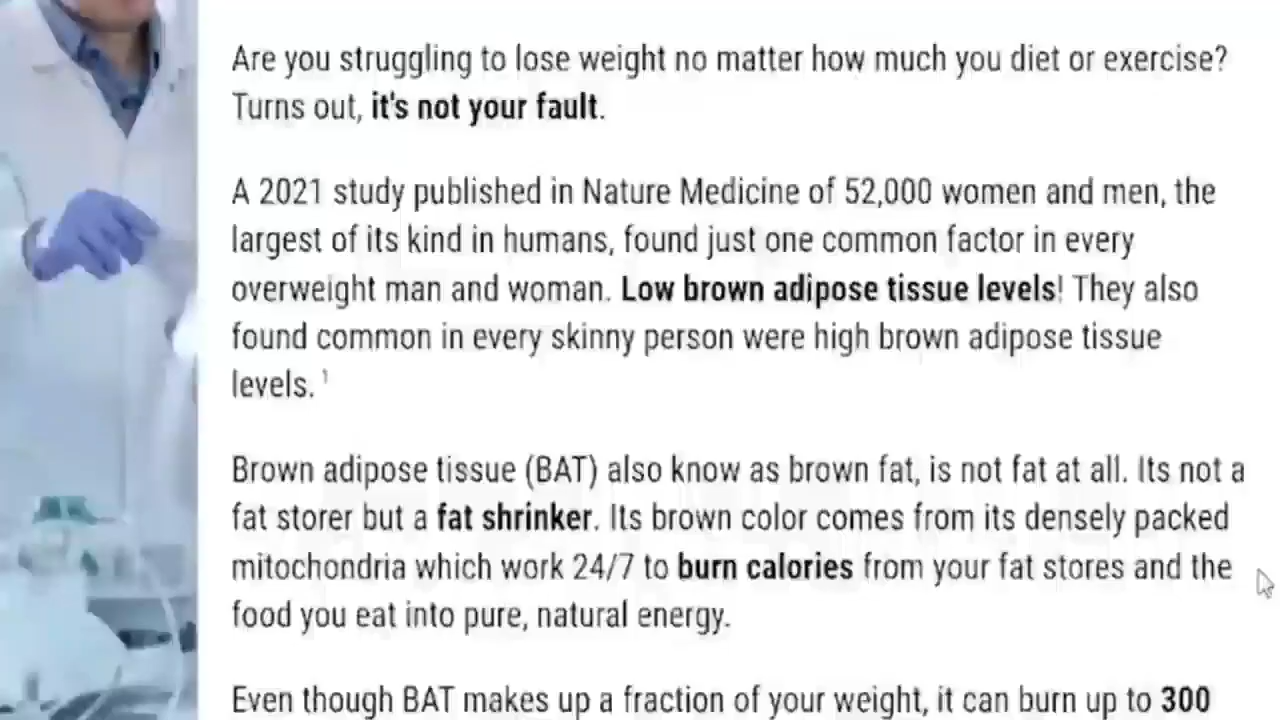 Are you struggling to lose weight no matter how much you diet or exercise?
Turns out, it's not your fault.
A 2021 study published in Nature Medicine of 52,000 women and men, the
largest of its kind in humans, found just one common factor in every
overweight man and woman. Low brown adipose tissue levels! They also
found common in every skinny person were high brown adipose tissue
levels. 1
Brown adipose tissue (BAT) also know as brown fat, is not fat at all. Its not a
fat storer but a fat shrinker. Its brown color comes from its densely packed
mitochondria which work 24/7 to burn calories from your fat stores and the
food you eat into pure, natural energy.
Even though BAT makes up a fraction of your weight, it can burn up to 300